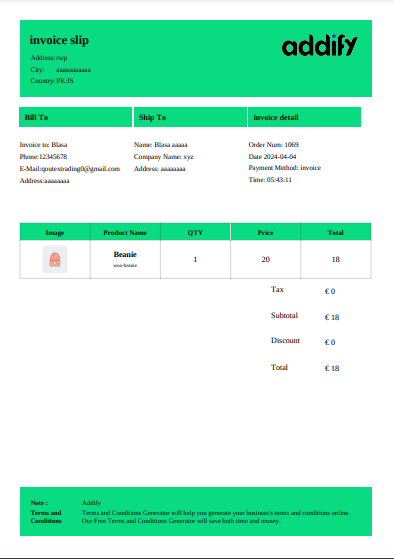 invoice slip
addify
Address: rwp
City: aaaaaaaaaaa
Country: PK:IS
Bill To
Ship To
invoice detail
Invoice to: Blasa
Name: Blasa aaaaa
Order Num: 1069
Phone:12345678
Company Name: xyz
Date 2024-04-04
E-Mail:qoutextrading0@gmail.com
Address: aaaaaaaa
Payment Method: invoice
Address:aaaaaaaa
Time: 05:43:11
Image Product Name QTY Price Total
Beanie 1 20 18
woo-beanie
Tax € 0
Subtotal € 18
Discount € 0
Total € 18
Note : Addify
Terms and Conditions Terms and Conditions Generator will help you generate your business's terms and conditions online.
Our Free Terms and Conditions Generator will save both time and money.